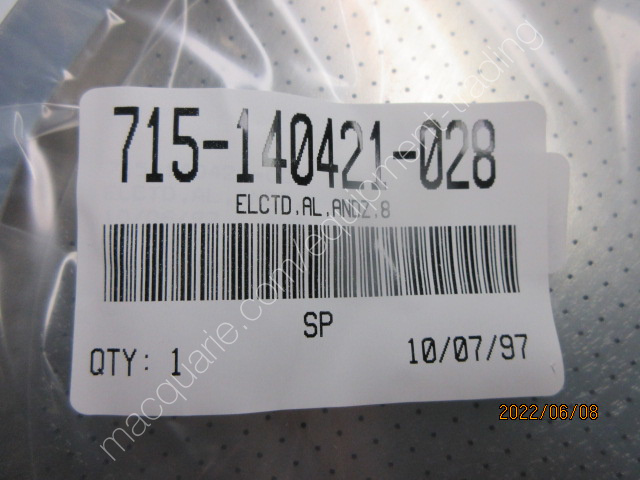 715-140421-028
ELCTD,AL,ANDZ,8
SP
QTY: 1
10/07/97
macquarie.com/equipment-trading
2022/06/08